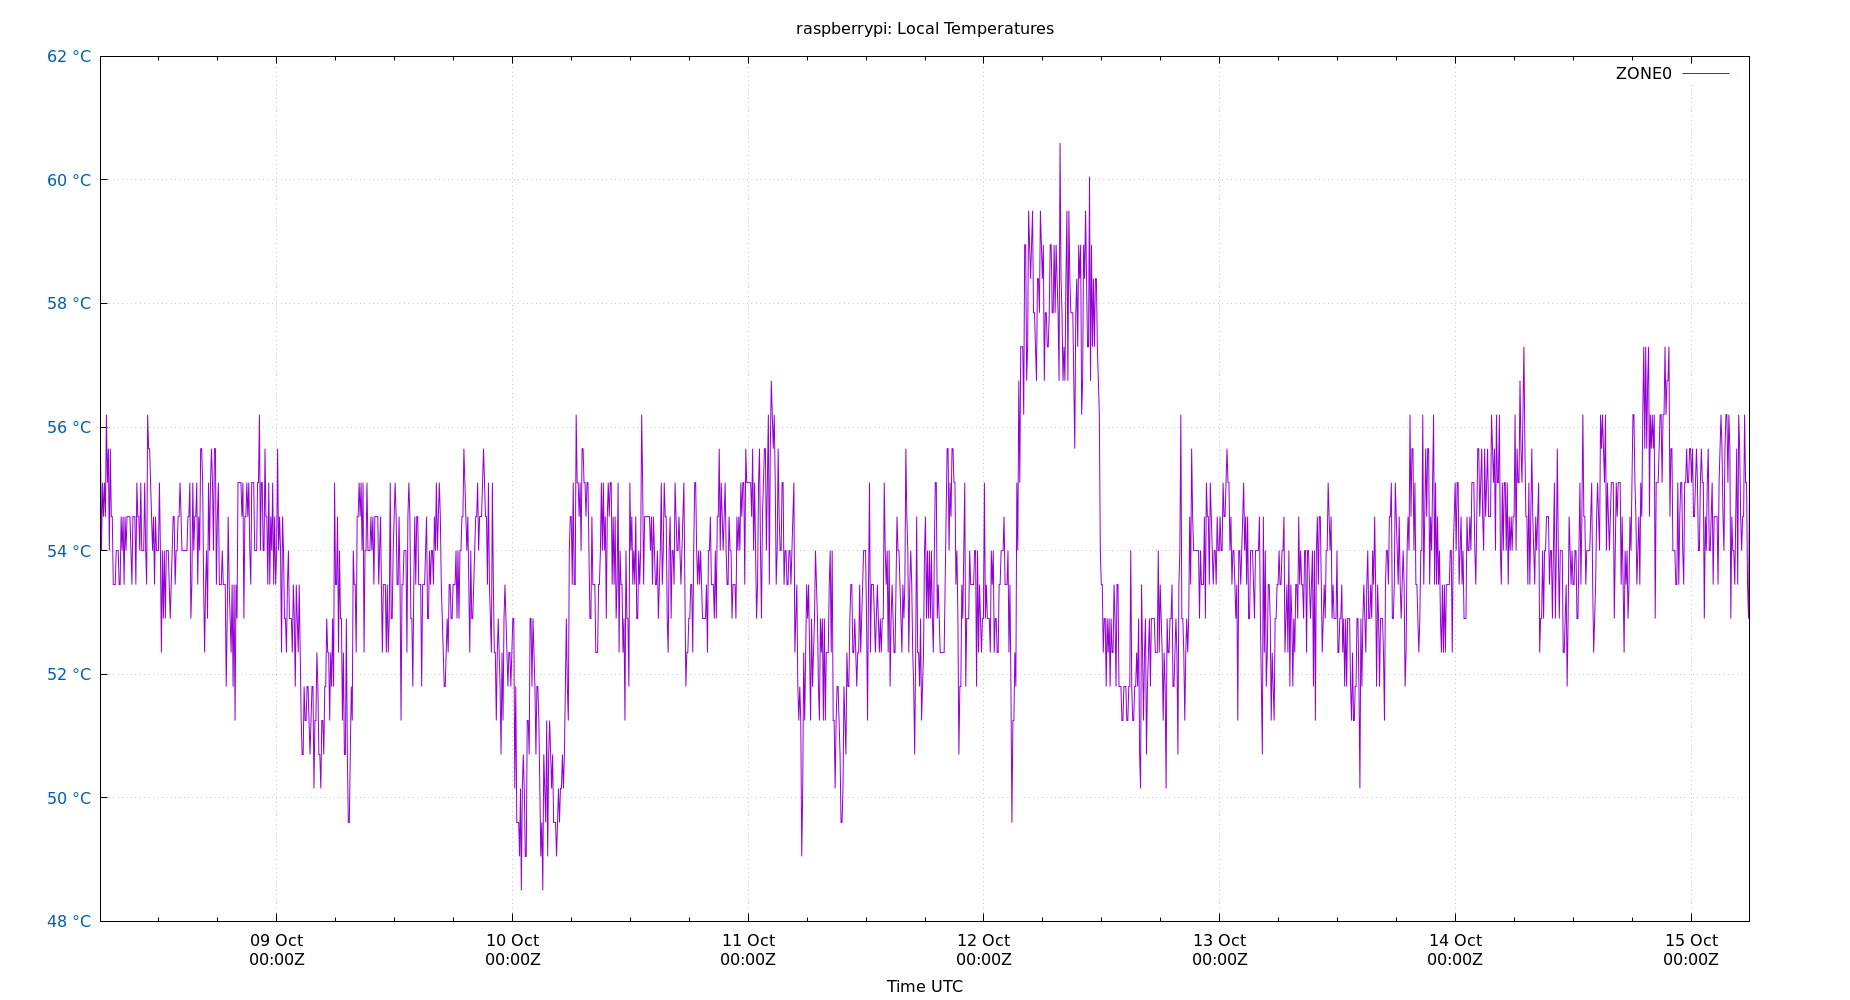 raspberrypi: Local Temperatures
62 °C
ZONE0
60 °C
58 °C
56 °C
54 °C
52 °C
50 °C
48 °C
09 Oct 10 Oct 11 Oct 12 Oct 13 Oct 14 Oct 15 Oct
00:00Z 00:00Z 00:00Z 00:00Z 00:00Z 00:00Z 00:00Z
Time UTC